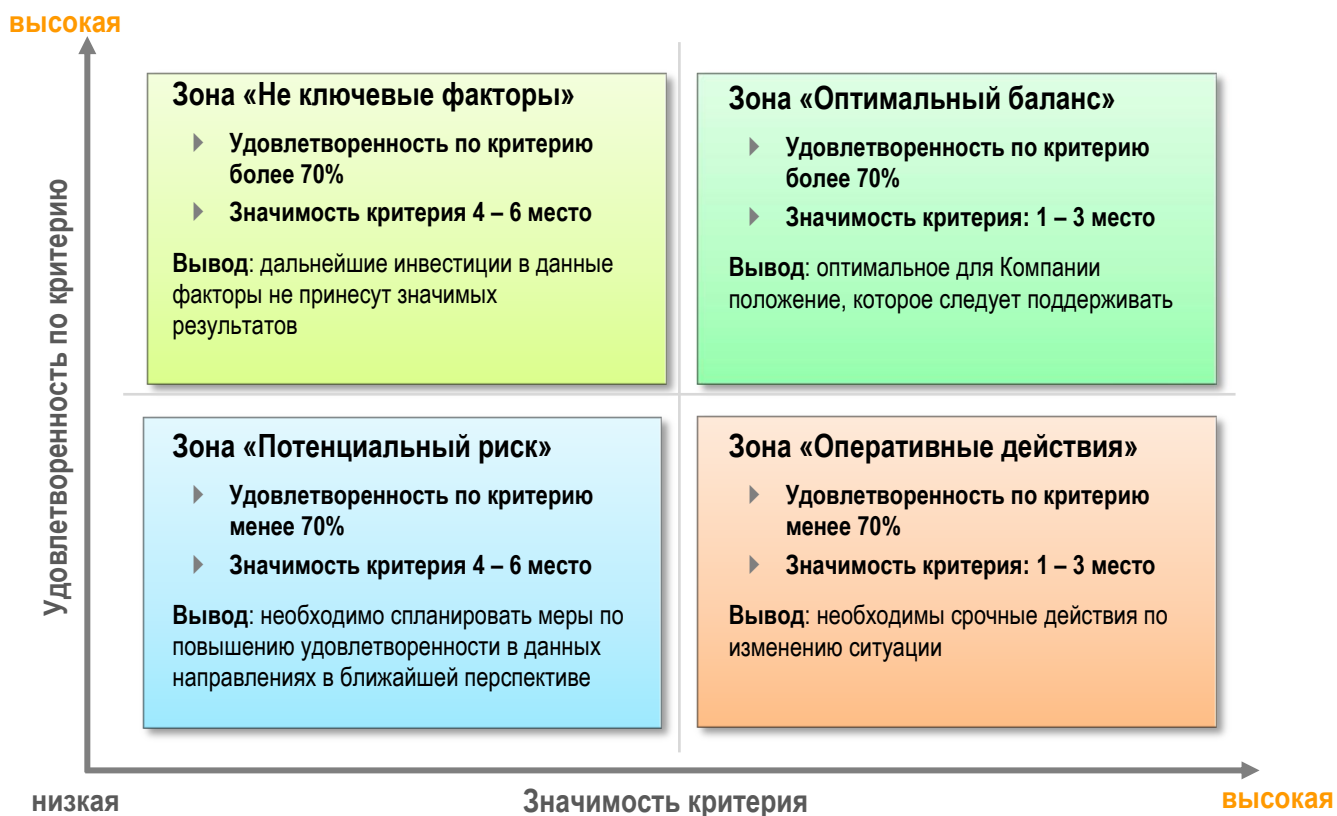 высокая
Удовлетворенность по критерию
Зона «Не ключевые факторы»
Удовлетворенность по критерию
более 70%
Значимость критерия 4 – 6 место
Вывод: дальнейшие инвестиции в данные
факторы не принесут значимых
результатов
Зона «Оптимальный баланс»
Удовлетворенность по критерию
более 70%
Значимость критерия: 1 – 3 место
Вывод: оптимальное для Компании
положение, которое следует поддерживать
Зона «Потенциальный риск»
Удовлетворенность по критерию
менее 70%
Значимость критерия 4 – 6 место
Вывод: необходимо спланировать меры по
повышению удовлетворенности в данных
направлениях в ближайшей перспективе
Зона «Оперативные действия»
Удовлетворенность по критерию
менее 70%
Значимость критерия: 1 – 3 место
Вывод: необходимы срочные действия по
изменению ситуации
низкая
Значимость критерия
высокая